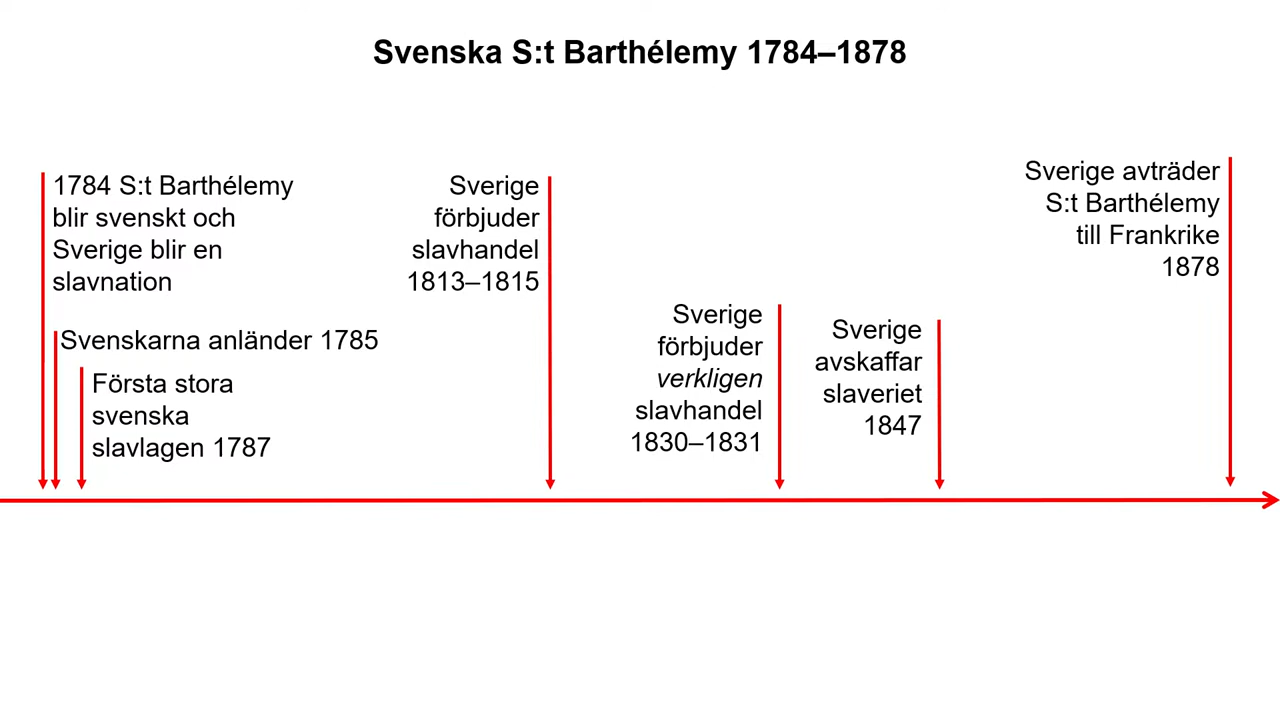 Svenska S:t Barthélemy 1784–1878
1784 S:t Barthélemy
blir svenskt och
Sverige blir en
slavnation
Svenskarna anländer 1785
Första stora
svenska
slavlagen 1787
Sverige
förbjuder
slavhandel
1813–1815
Sverige
förbjuder
verkligen
slavhandel
1830–1831
Sverige
avskaffar
slaveriet
1847
Sverige avträder
S:t Barthélemy
till Frankrike
1878